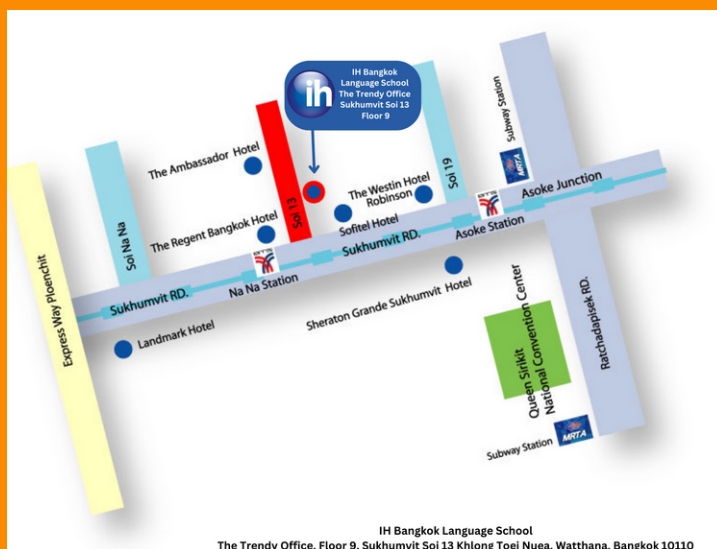 IH Bangkok
Language School
The Trendy Office
Sukhumvit Soi 13
Floor 9
ih
Subway Station
MRTA
The Ambassador Hotel
Soi 13
Soi 19
The Westin Hotel
Robinson
BTS
Asoke Junction
Soi Na Na
The Regent Bangkok Hotel
Sofitel Hotel
Sukhumvit RD.
Asoke Station
BTS
Na Na Station
Sukhumvit RD.
Express Way Ploenchit
Landmark Hotel
Sheraton Grande Sukhumvit Hotel
Queen Sirikit
National Convention Center
Ratchadapisek RD.
Subway Station
MRTA
IH Bangkok Language School
The Trendy Office, Floor 9, Sukhumvit Soi 13 Khlong Toei Nuea, Watthana, Bangkok 10110